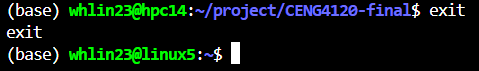 (base) whlin23@hpc14:~/project/CENG4120-final$ exit
exit
(base) whlin23@linux5:~$